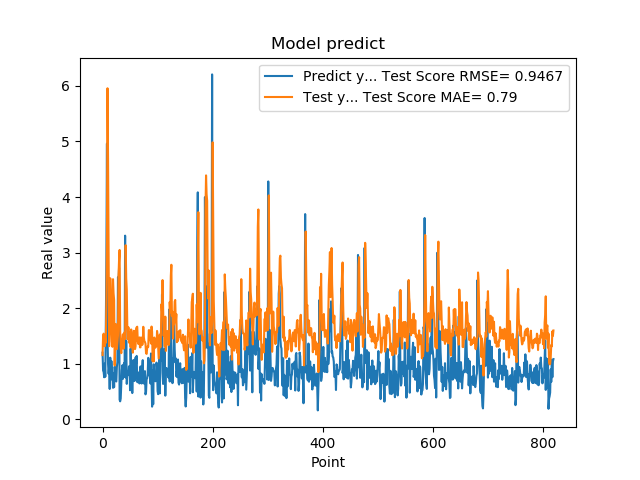 Model predict
Predict y... Test Score RMSE= 0.9467
Test y... Test Score MAE= 0.79
6
5
4
3
2
1
0
Real value
0 200 400 600 800
Point